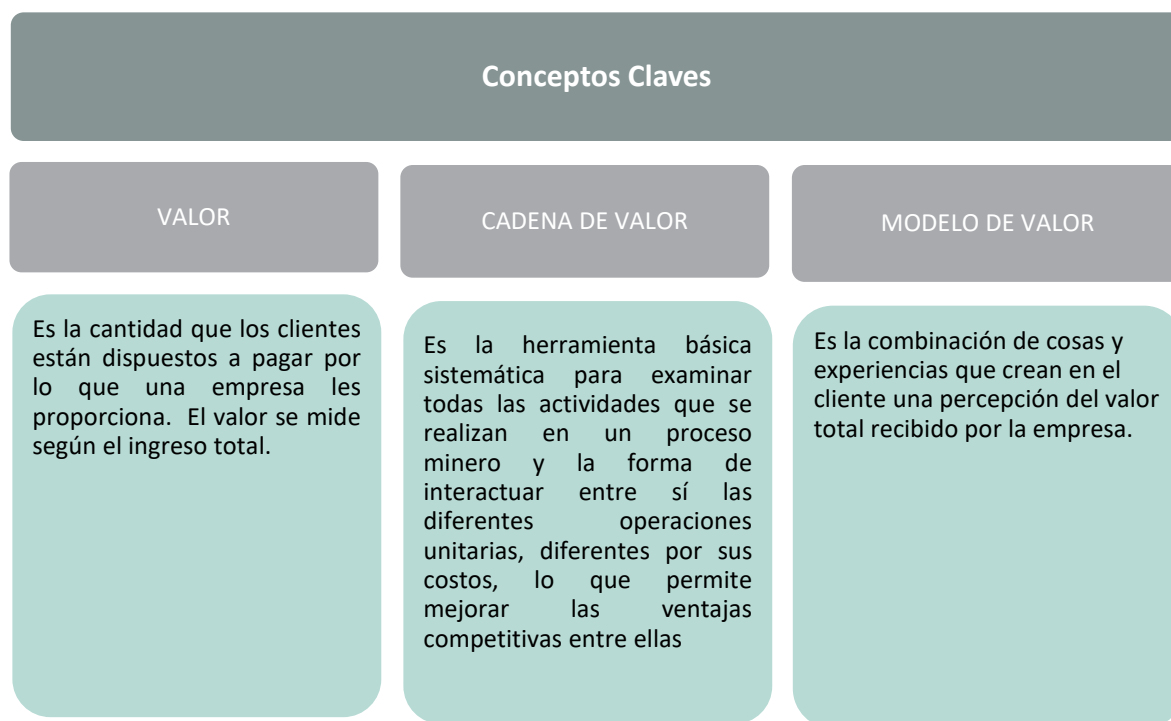 Conceptos Claves
VALOR
Es la cantidad que los clientes
están dispuestos a pagar por
lo que una empresa les
proporciona. El valor se mide
según el ingreso total.
CADENA DE VALOR
Es la herramienta básica
sistemática para examinar
todas las actividades que se
realizan en un proceso
minero y la forma de
interactuar entre sí las
diferentes operaciones
unitarias, diferentes por sus
costos, lo que permite
mejorar las ventajas
competitivas entre ellas
MODELO DE VALOR
Es la combinación de cosas y
experiencias que crean en el
cliente una percepción del valor
total recibido por la empresa.